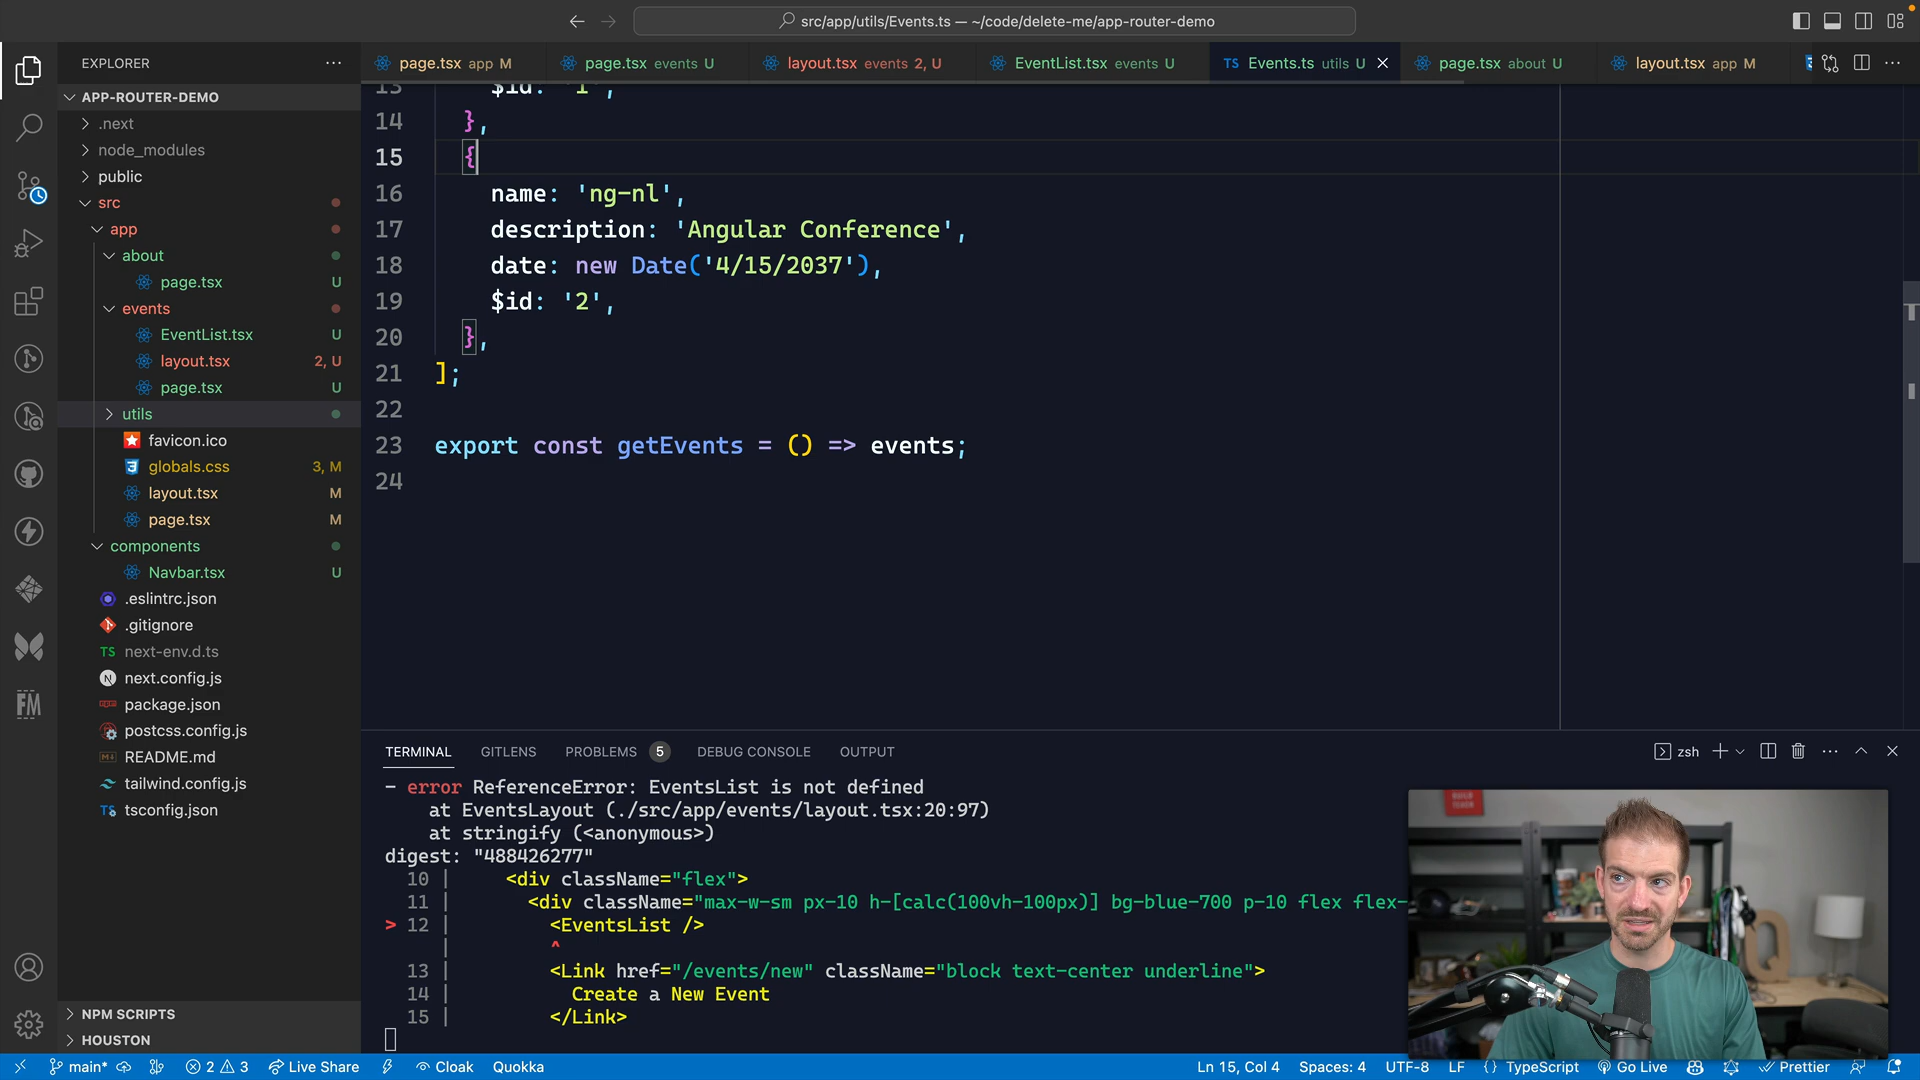 src/app/utils/Events.ts — ~/code/delete-me/app-router-demo
EXPLORER
page.tsx app M
page.tsx events U
layout.tsx events 2, U
EventList.tsx events U
TS Events.ts utils U
page.tsx about U
layout.tsx app M
APP-ROUTER-DEMO
.next
node_modules
public
src
app
about
page.tsx U
events
EventList.tsx U
layout.tsx 2, U
page.tsx U
utils
favicon.ico
globals.css 3, M
layout.tsx M
page.tsx M
components
Navbar.tsx U
.eslintrc.json
.gitignore
TS next-env.d.ts
N next.config.js
package.json
postcss.config.js
README.md
tailwind.config.js
TS tsconfig.json
NPM SCRIPTS
HOUSTON
FM
13 $id: '1',
14 },
15 {
16 name: 'ng-nl',
17 description: 'Angular Conference',
18 date: new Date('4/15/2037'),
19 $id: '2',
20 },
21 ];
22
23 export const getEvents = () => events;
24
TERMINAL GITLENS PROBLEMS 5 DEBUG CONSOLE OUTPUT
zsh
- error ReferenceError: EventsList is not defined
at EventsLayout (./src/app/events/layout.tsx:20:97)
at stringify (<anonymous>)
digest: "488426277"
10 | <div className="flex">
11 | <div className="max-w-sm px-10 h-[calc(100vh-100px)] bg-blue-700 p-10 flex flex-
> 12 | <EventsList />
| ^
13 | <Link href="/events/new" className="block text-center underline">
14 | Create a New Event
15 | </Link>
main* 2 3 Live Share Cloak Quokka
Ln 15, Col 4 Spaces: 4 UTF-8 LF {} TypeScript Go Live Prettier